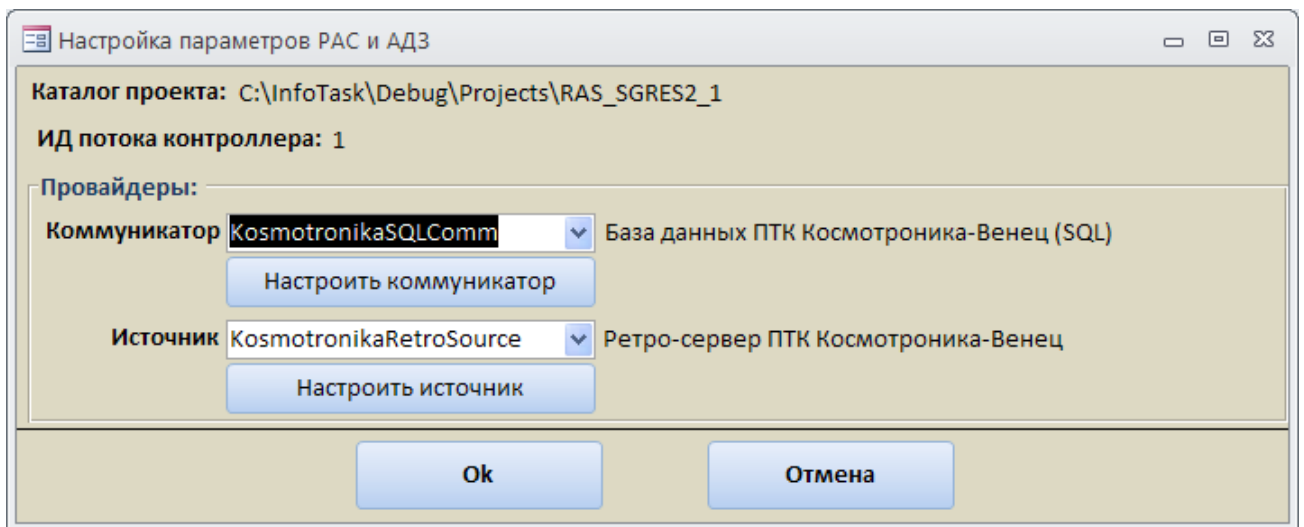 Настройка параметров РАС и АДЗ
Каталог проекта: C:\InfoTask\Debug\Projects\RAS_SGRES2_1
ИД потока контроллера: 1
Провайдеры:
Коммуникатор KosmotronikaSQLComm База данных ПТК Космотроника-Венец (SQL)
Настроить коммуникатор
Источник KosmotronikaRetroSource Ретро-сервер ПТК Космотроника-Венец
Настроить источник
Ok Отмена